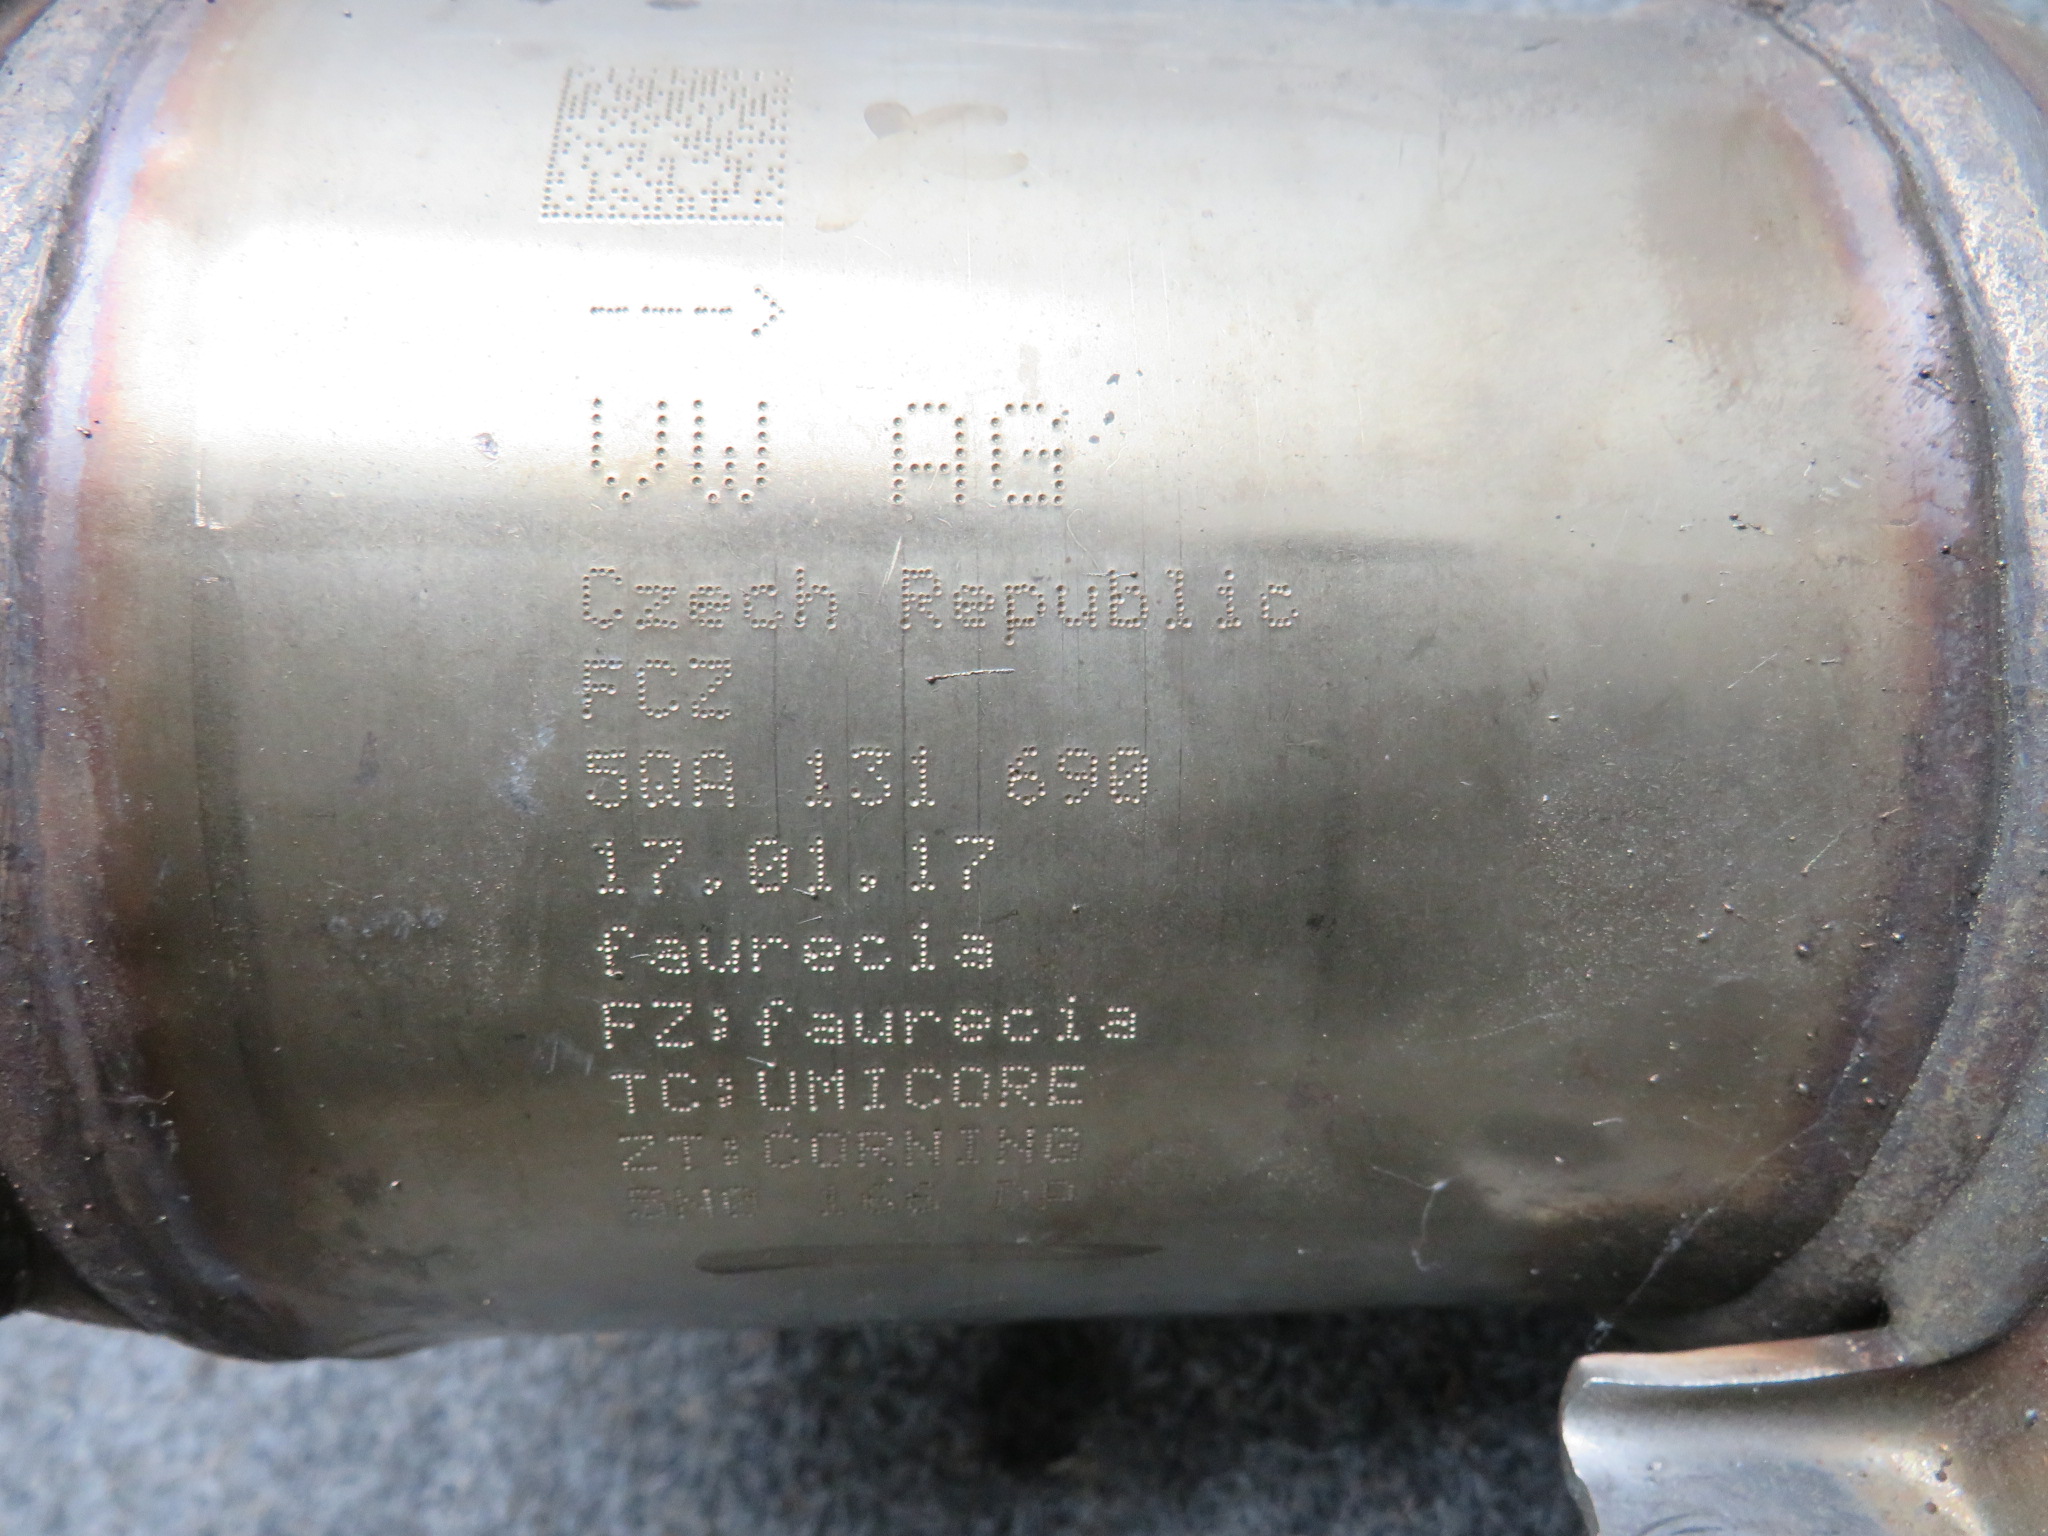 VW AG
Czech Republic
FCZ
5QA 131 690
17.01.17
faurecia
FZ:faurecia
TC:UMICORE
ZT:CORNING